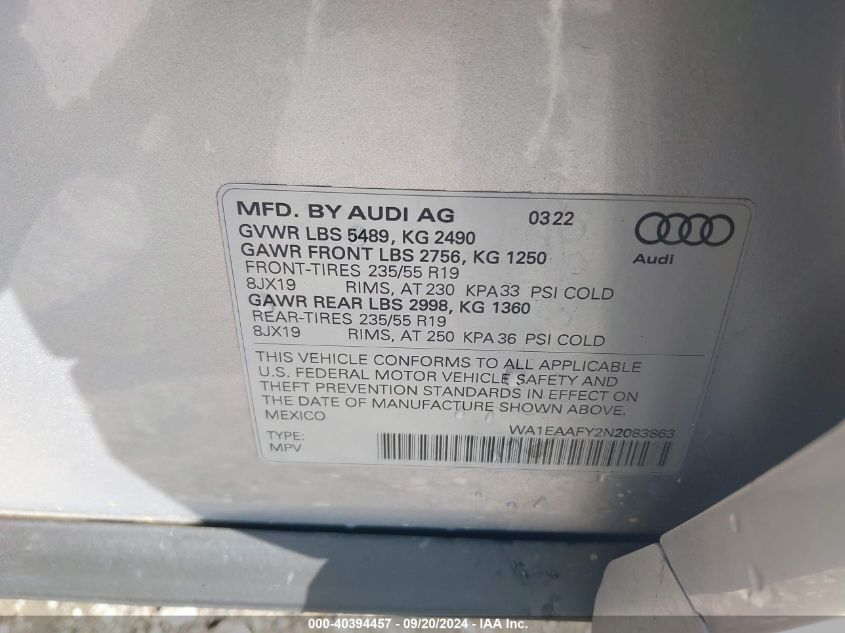 MFD. BY AUDI AG 0322
GVWR LBS 5489, KG 2490
GAWR FRONT LBS 2756, KG 1250
FRONT-TIRES 235/55 R19
8JX19 RIMS, AT 230 KPA33 PSI COLD
GAWR REAR LBS 2998, KG 1360
REAR-TIRES 235/55 R19
8JX19 RIMS, AT 250 KPA36 PSI COLD
Audi
THIS VEHICLE CONFORMS TO ALL APPLICABLE
U.S. FEDERAL MOTOR VEHICLE SAFETY AND
THEFT PREVENTION STANDARDS IN EFFECT ON
THE DATE OF MANUFACTURE SHOWN ABOVE.
MEXICO
WA1EAAFY2N2083863
TYPE:
MPV
000-40394457 - 09/20/2024 - IAA Inc.